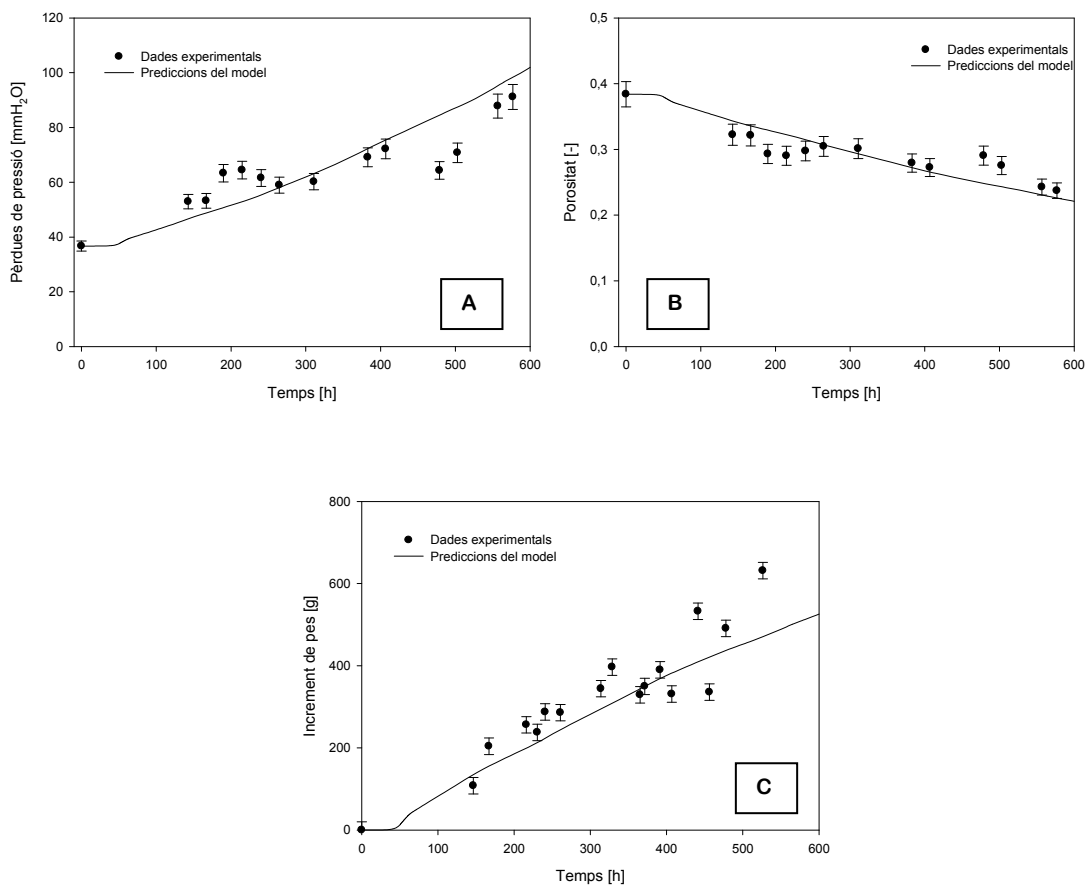 120
100
80
60
40
20
0
Pèrdues de pressió [mmH₂O]
Dades experimentals
Prediccions del model
A
0 100 200 300 400 500 600
Temps [h]
0,5
0,4
0,3
0,2
0,1
0,0
Porositat [-]
Dades experimentals
Prediccions del model
B
0 100 200 300 400 500 600
Temps [h]
800
600
400
200
0
Increment de pes [g]
Dades experimentals
Prediccions del model
C
0 100 200 300 400 500 600
Temps [h]